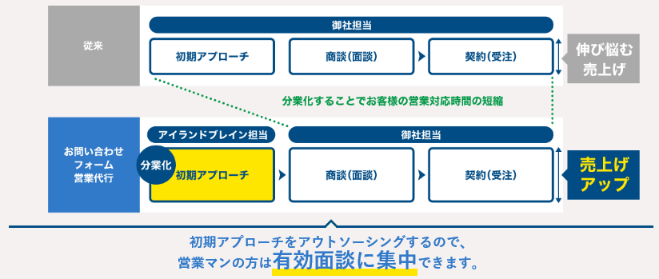 御社担当
従来
初期アプローチ
商談(面談)
契約(受注)
伸び悩む
売上げ
分業化することでお客様の営業対応時間の短縮
アイランドブレイン担当
御社担当
お問い合わせ
フォーム
営業代行
分業化
初期アプローチ
商談(面談)
契約(受注)
売上げ
アップ
初期アプローチをアウトソーシングするので、
営業マンの方は有効面談に集中できます。